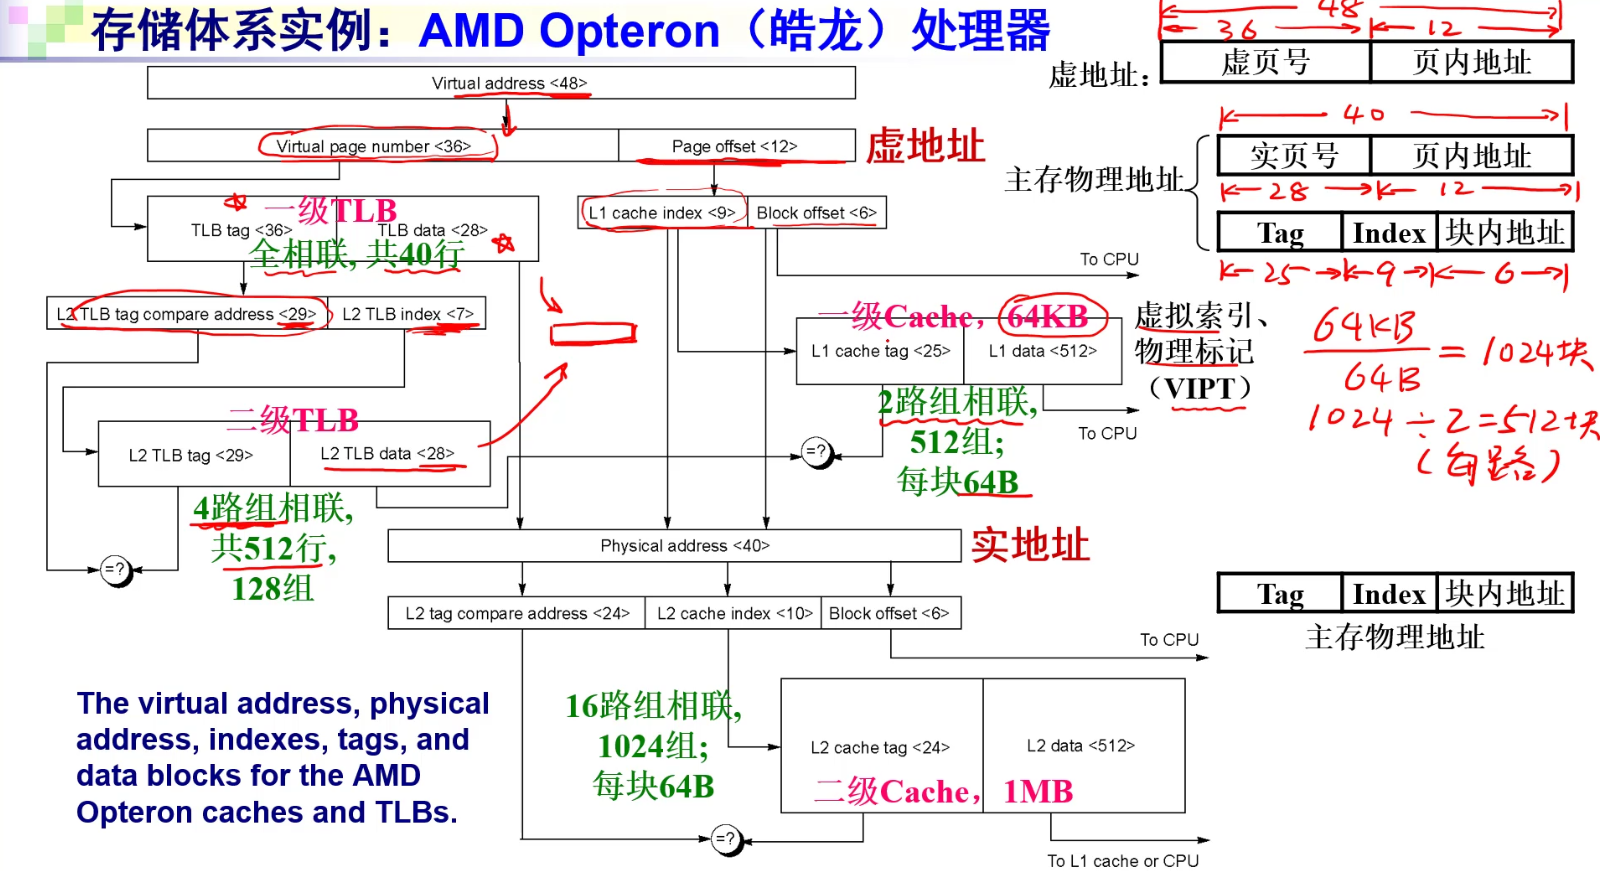 存储体系实例：AMD Opteron（皓龙）处理器
48
36 12
虚地址： 虚页号 页内地址
40
主存物理地址 实页号 页内地址
28 12
Tag Index 块内地址
25 9 6
Virtual address <48>
Virtual page number <36> Page offset <12>
虚地址
一级TLB
TLB tag <36> TLB data <28>
全相联, 共40行
L1 cache index <9> Block offset <6>
To CPU
L2 TLB tag compare address <29> L2 TLB index <7>
一级Cache，64KB
L1 cache tag <25> L1 data <512>
虚拟索引、
物理标记
（VIPT）
64KB
64B
= 1024块
1024 ÷ 2 = 512块
（每路）
2路组相联,
512组;
每块64B
To CPU
=?
二级TLB
L2 TLB tag <29> L2 TLB data <28>
4路组相联,
共512行,
128组
=?
Physical address <40>
实地址
L2 tag compare address <24> L2 cache index <10> Block offset <6>
To CPU
Tag Index 块内地址
主存物理地址
16路组相联,
1024组;
每块64B
L2 cache tag <24> L2 data <512>
二级Cache，1MB
=?
To L1 cache or CPU
The virtual address, physical
address, indexes, tags, and
data blocks for the AMD
Opteron caches and TLBs.